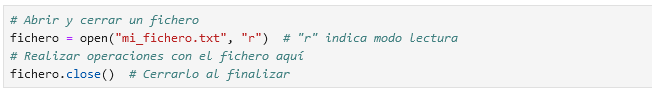 # Abrir y cerrar un fichero
fichero = open("mi_fichero.txt", "r")  # "r" indica modo lectura
# Realizar operaciones con el fichero aquí
fichero.close()  # Cerrarlo al finalizar